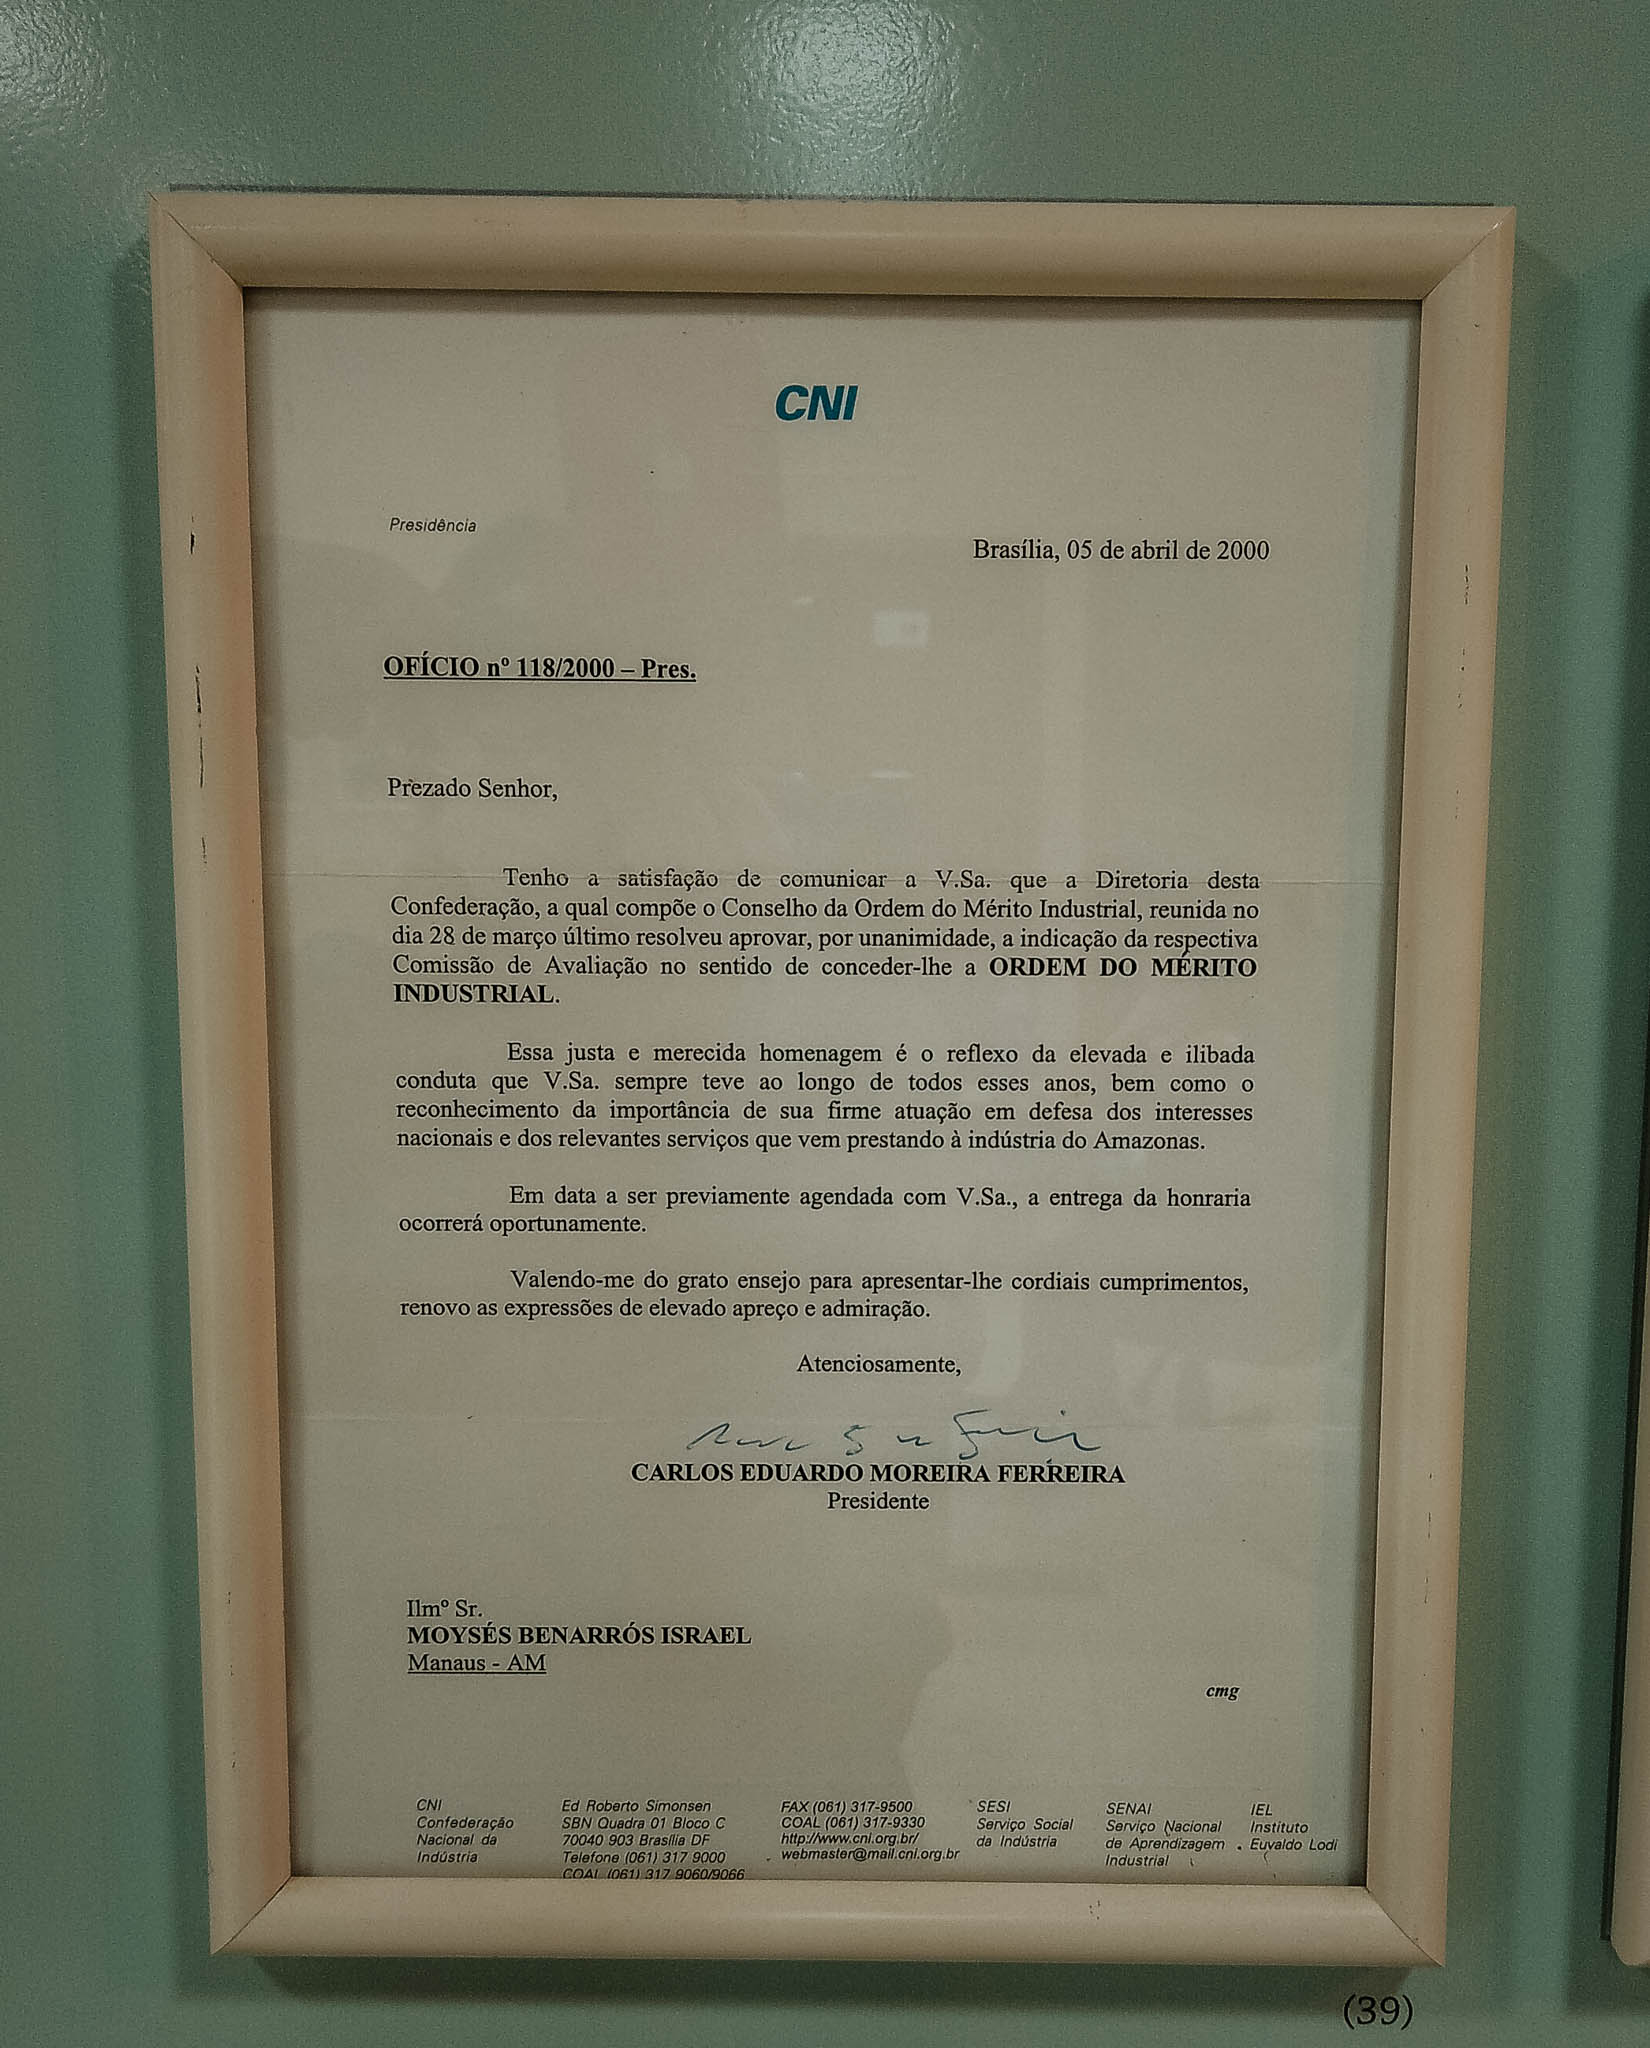 CNI
Presidência
Brasília, 05 de abril de 2000
OFÍCIO nº 118/2000 – Pres.
Prezado Senhor,
Tenho a satisfação de comunicar a V.Sa. que a Diretoria desta
Confederação, a qual compõe o Conselho da Ordem do Mérito Industrial, reunida no
dia 28 de março último resolveu aprovar, por unanimidade, a indicação da respectiva
Comissão de Avaliação no sentido de conceder-lhe a ORDEM DO MÉRITO
INDUSTRIAL.
Essa justa e merecida homenagem é o reflexo da elevada e ilibada
conduta que V.Sa. sempre teve ao longo de todos esses anos, bem como o
reconhecimento da importância de sua firme atuação em defesa dos interesses
nacionais e dos relevantes serviços que vem prestando à indústria do Amazonas.
Em data a ser previamente agendada com V.Sa., a entrega da honraria
ocorrerá oportunamente.
Valendo-me do grato ensejo para apresentar-lhe cordiais cumprimentos,
renovo as expressões de elevado apreço e admiração.
Atenciosamente,
CARLOS EDUARDO MOREIRA FERREIRA
Presidente
Ilmº Sr.
MOYSÉS BENARRÓS ISRAEL
Manaus - AM
cmg
CNI
Confederação
Nacional da
Indústria
Ed Roberto Simonsen
SBN Quadra 01 Bloco C
70040 903 Brasília DF
Telefone (061) 317 9000
COAL (061) 317 9060/9066
FAX (061) 317-9500
COAL (061) 317-9330
http://www.cni.org.br/
webmaster@mail.cni.org.br
SESI
Serviço Social
da Indústria
SENAI
Serviço Nacional
de Aprendizagem
Industrial
IEL
Instituto
Euvaldo Lodi
(39)